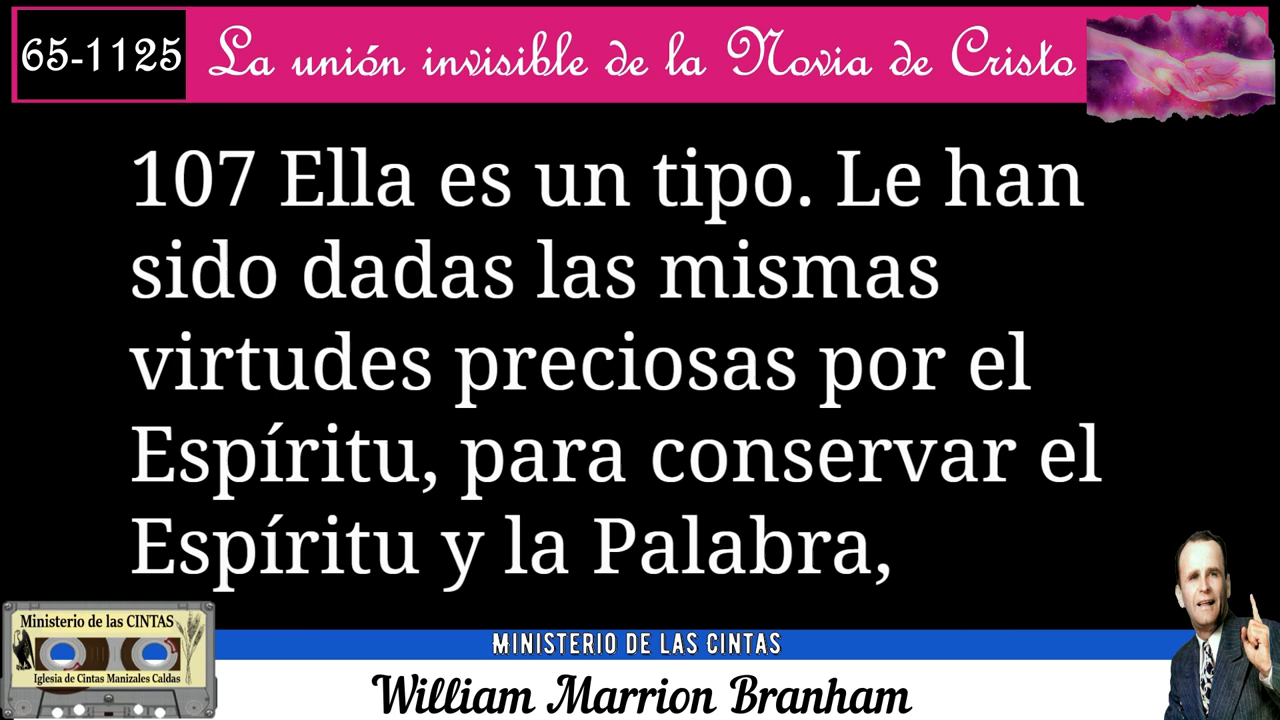 65-1125
La unión invisible de la Novia de Cristo
107 Ella es un tipo. Le han
sido dadas las mismas
virtudes preciosas por el
Espíritu, para conservar el
Espíritu y la Palabra,
Ministerio de las CINTAS
Iglesia de Cintas Manizales Caldas
MINISTERIO DE LAS CINTAS
William Marrion Branham